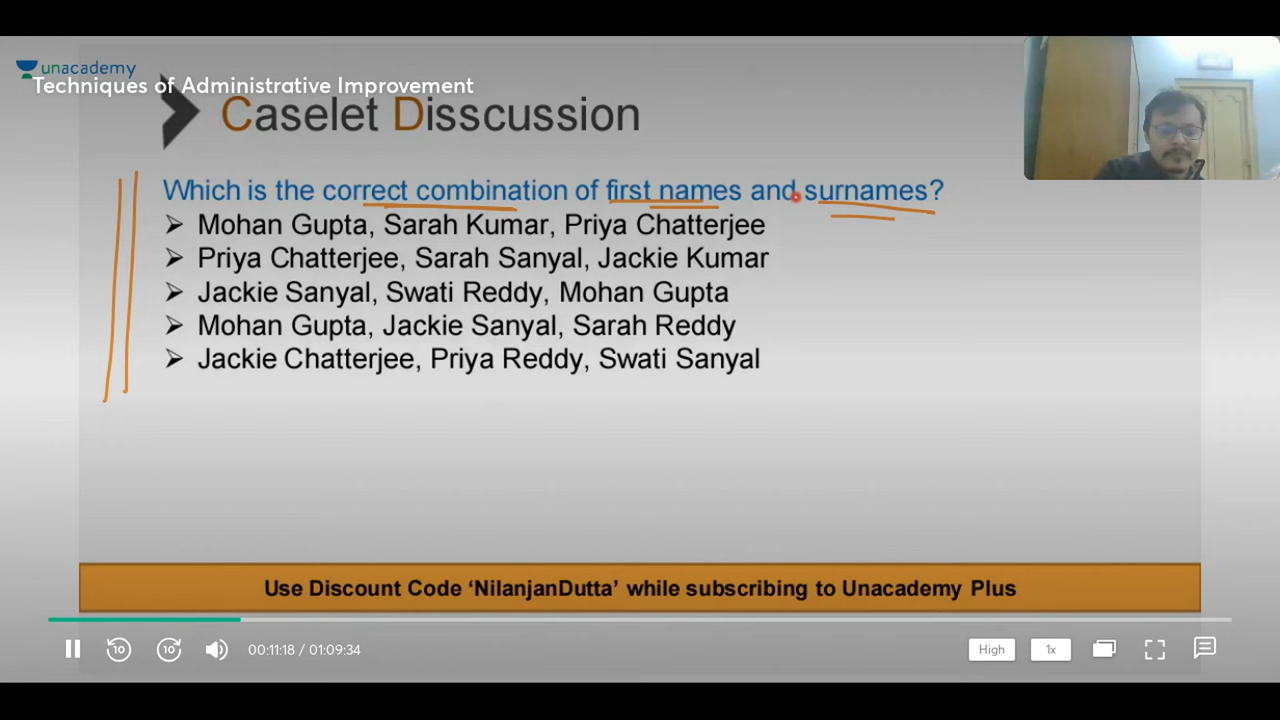 unacademy
Techniques of Administrative Improvement
Caselet Disscussion
Which is the correct combination of first names and surnames?
Mohan Gupta, Sarah Kumar, Priya Chatterjee
Priya Chatterjee, Sarah Sanyal, Jackie Kumar
Jackie Sanyal, Swati Reddy, Mohan Gupta
Mohan Gupta, Jackie Sanyal, Sarah Reddy
Jackie Chatterjee, Priya Reddy, Swati Sanyal
Use Discount Code ‘NilanjanDutta’ while subscribing to Unacademy Plus
10 10 00:11:18 / 01:09:34 High 1x